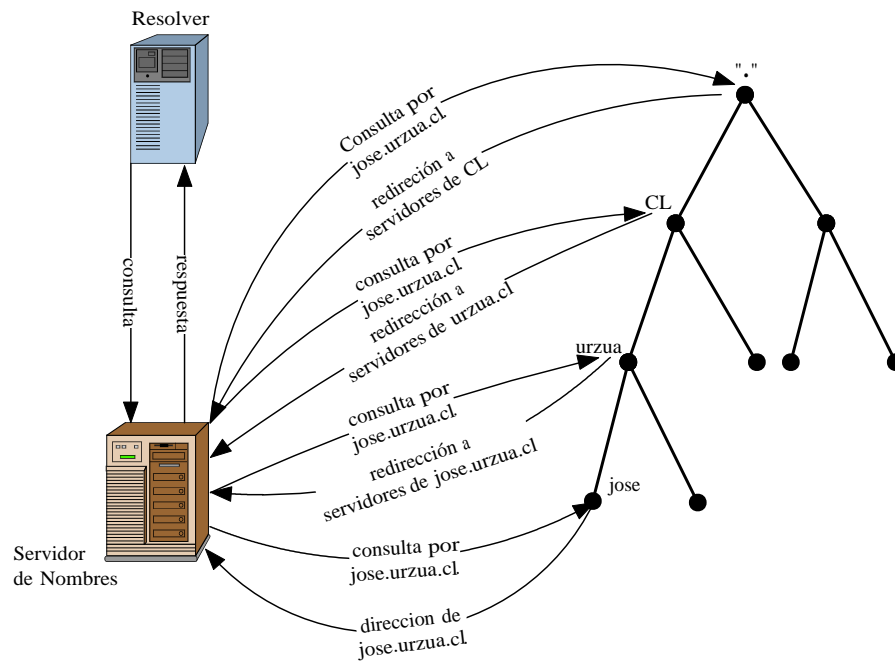 Resolver
"."
Consulta por
jose.urzua.cl
redireción a
servidores de CL
CL
consulta
respuesta
consulta por
jose.urzua.cl
redirección a
servidores de urzua.cl
urzua
consulta por
jose.urzua.cl
redirección a
servidores de jose.urzua.cl
jose
Servidor
de Nombres
consulta por
jose.urzua.cl
direccion de
jose.urzua.cl